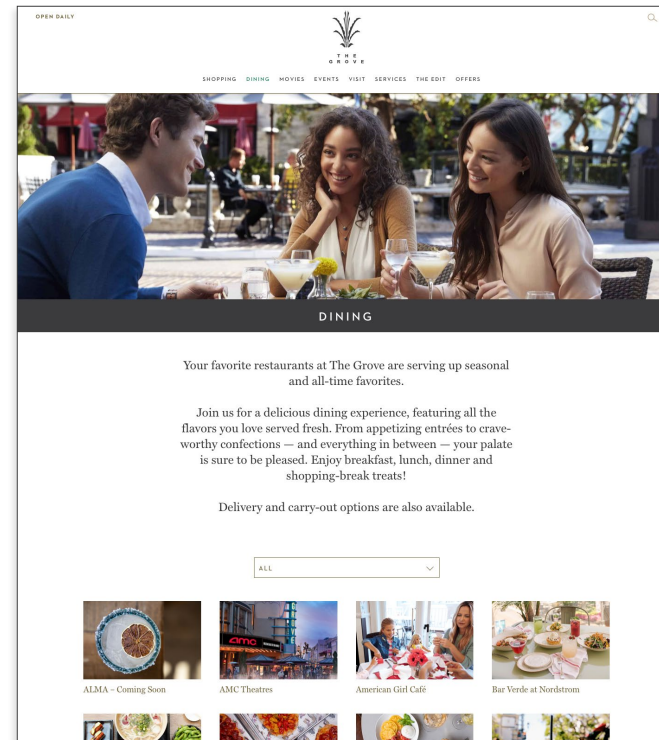 OPEN DAILY
THE
GROVE
SHOPPING DINING MOVIES EVENTS VISIT SERVICES THE EDIT OFFERS
DINING
Your favorite restaurants at The Grove are serving up seasonal
and all-time favorites.
Join us for a delicious dining experience, featuring all the
flavors you love served fresh. From appetizing entrées to crave-
worthy confections — and everything in between — your palate
is sure to be pleased. Enjoy breakfast, lunch, dinner and
shopping-break treats!
Delivery and carry-out options are also available.
ALL
amc
ALMA – Coming Soon
AMC Theatres
American Girl Café
Bar Verde at Nordstrom